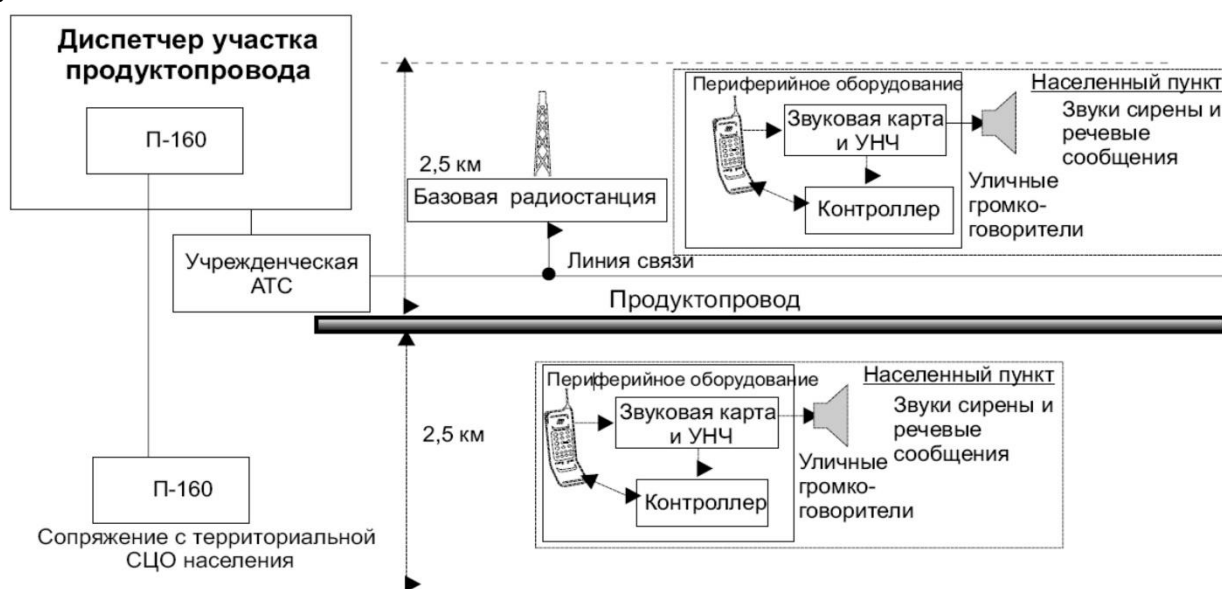 Диспетчер участка
продуктопровода
П-160
Учрежденческая
АТС
П-160
Сопряжение с территориальной
СЦО населения
2,5 км
Базовая радиостанция
Линия связи
Продуктопровод
Периферийное оборудование
Звуковая карта
и УНЧ
Контроллер
Населенный пункт
Звуки сирены и
речевые
сообщения
Уличные
громко-
говорители
2,5 км
Периферийное оборудование
Звуковая карта
и УНЧ
Контроллер
Населенный пункт
Звуки сирены и
речевые
сообщения
Уличные
громко-
говорители